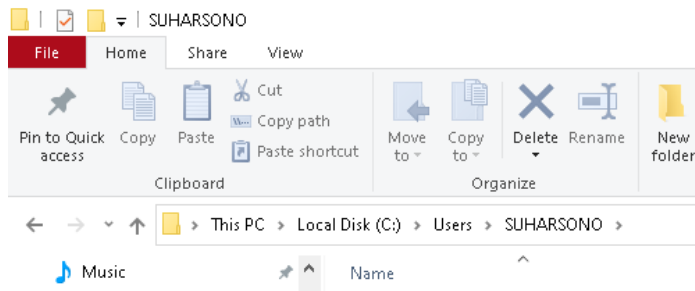 SUHARSONO
File Home Share View
Pin to Quick access
Copy
Paste
Cut
Copy path
Paste shortcut
Move to
Copy to
Delete
Rename
New folder
Clipboard
Organize
This PC > Local Disk (C:) > Users > SUHARSONO >
Music
Name